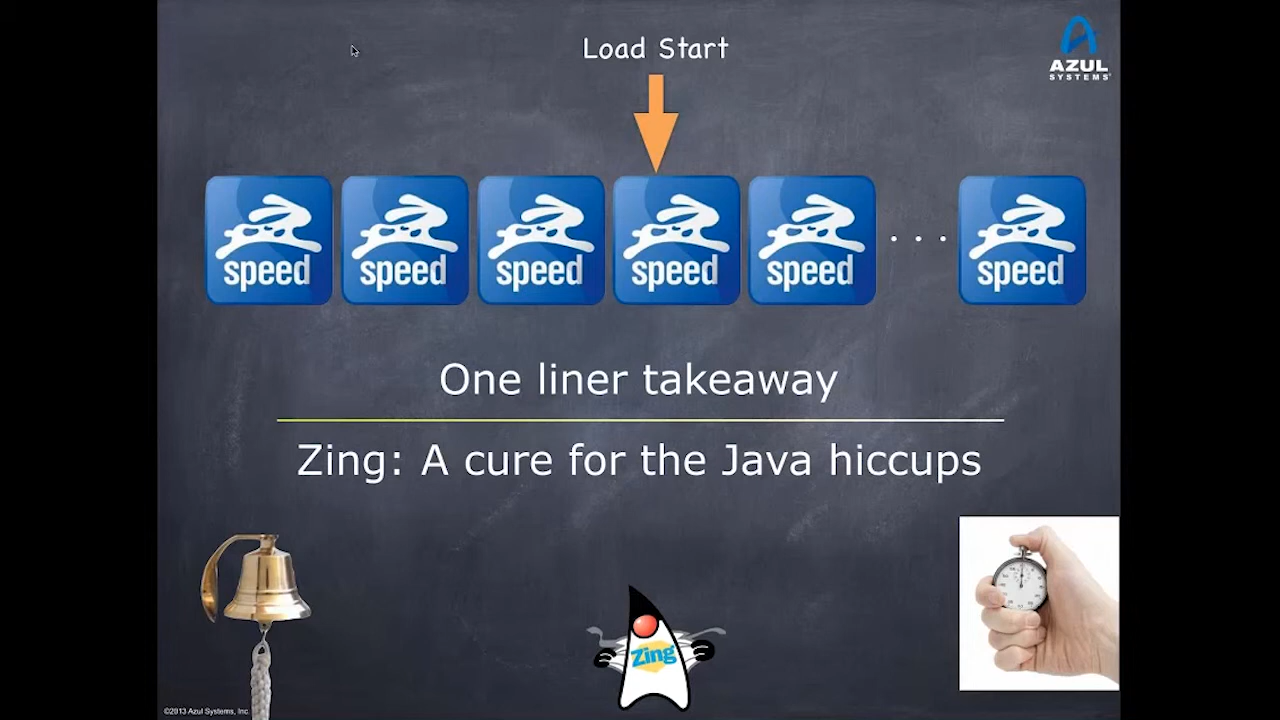 Load Start
AZUL
SYSTEMS
speed speed speed speed speed . . . speed
One liner takeaway
Zing: A cure for the Java hiccups
Zing
©2013 Azul Systems, Inc.